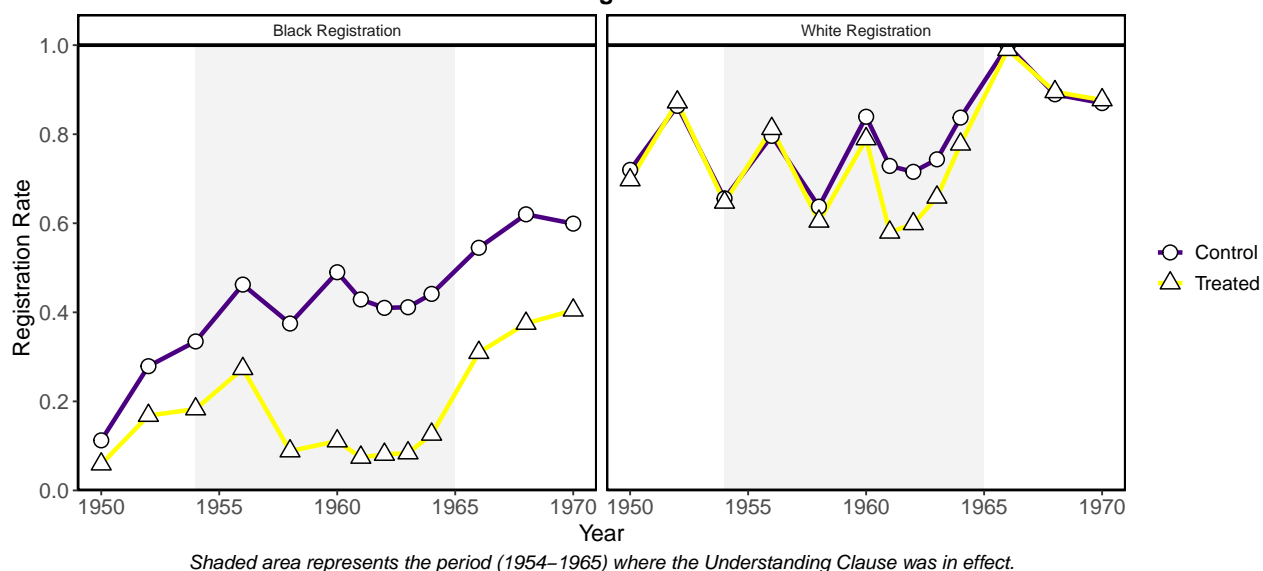 Black Registration
White Registration
Registration Rate
1.0
0.8
0.6
0.4
0.2
0.0
1950 1955 1960 1965 1970
1950 1955 1960 1965 1970
Year
Control
Treated
Shaded area represents the period (1954–1965) where the Understanding Clause was in effect.